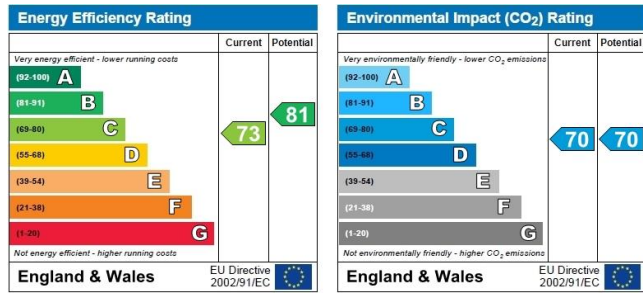 Energy Efficiency Rating
Current Potential
Very energy efficient - lower running costs
(92-100) A
(81-91) B
81
(69-80) C
73
(55-68) D
(39-54) E
(21-38) F
(1-20) G
Not energy efficient - higher running costs
England & Wales
EU Directive
2002/91/EC
Environmental Impact (CO₂) Rating
Current Potential
Very environmentally friendly - lower CO₂ emissions
(92-100) A
(81-91) B
(69-80) C
70 70
(55-68) D
(39-54) E
(21-38) F
(1-20) G
Not environmentally friendly - higher CO₂ emissions
England & Wales
EU Directive
2002/91/EC